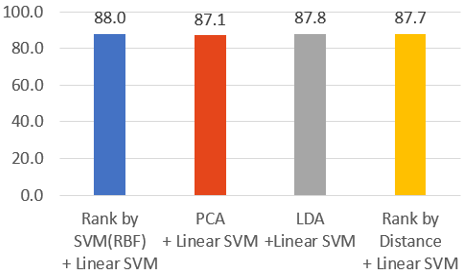 100.0
80.0
60.0
40.0
20.0
0.0
88.0
87.1
87.8
87.7
Rank by
SVM(RBF)
+ Linear SVM
PCA
+ Linear SVM
LDA
+Linear SVM
Rank by
Distance
+ Linear SVM